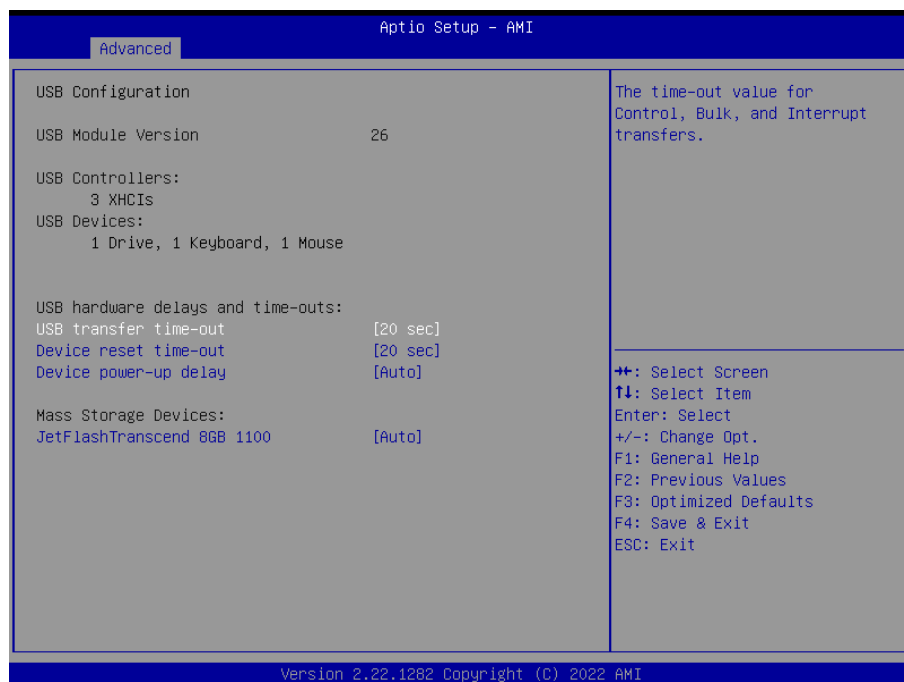 Aptio Setup - AMI
Advanced
USB Configuration
USB Module Version 26
USB Controllers:
3 XHCIs
USB Devices:
1 Drive, 1 Keyboard, 1 Mouse
USB hardware delays and time-outs:
USB transfer time-out [20 sec]
Device reset time-out [20 sec]
Device power-up delay [Auto]
Mass Storage Devices:
JetFlashTranscend 8GB 1100 [Auto]
The time-out value for
Control, Bulk, and Interrupt
transfers.
→←: Select Screen
↑↓: Select Item
Enter: Select
+/-: Change Opt.
F1: General Help
F2: Previous Values
F3: Optimized Defaults
F4: Save & Exit
ESC: Exit
Version 2.22.1282 Copyright (C) 2022 AMI